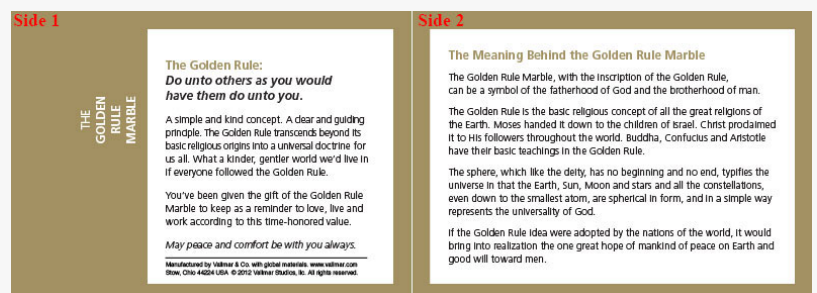 Side 1
THE
GOLDEN
RULE
MARBLE
The Golden Rule:
Do unto others as you would
have them do unto you.
A simple and kind concept. A clear and guiding
principle. The Golden Rule transcends beyond its
basic religious origins into a universal doctrine for
us all. What a kinder, gentler world we'd live in
if everyone followed the Golden Rule.
You've been given the gift of the Golden Rule
Marble to keep as a reminder to love, live and
work according to this time-honored value.
May peace and comfort be with you always.
Manufactured by Vallmar & Co. with global materials. www.vallmar.com
Stow, Ohio 44224 USA © 2012 Vallmar Studios, llc. All rights reserved.
Side 2
The Meaning Behind the Golden Rule Marble
The Golden Rule Marble, with the inscription of the Golden Rule,
can be a symbol of the fatherhood of God and the brotherhood of man.
The Golden Rule is the basic religious concept of all the great religions of
the Earth. Moses handed it down to the children of Israel. Christ proclaimed
it to His followers throughout the world. Buddha, Confucius and Aristotle
have their basic teachings in the Golden Rule.
The sphere, which like the deity, has no beginning and no end, typifies the
universe in that the Earth, Sun, Moon and stars and all the constellations,
even down to the smallest atom, are spherical in form, and in a simple way
represents the universality of God.
If the Golden Rule idea were adopted by the nations of the world, it would
bring into realization the one great hope of mankind of peace on Earth and
good will toward men.